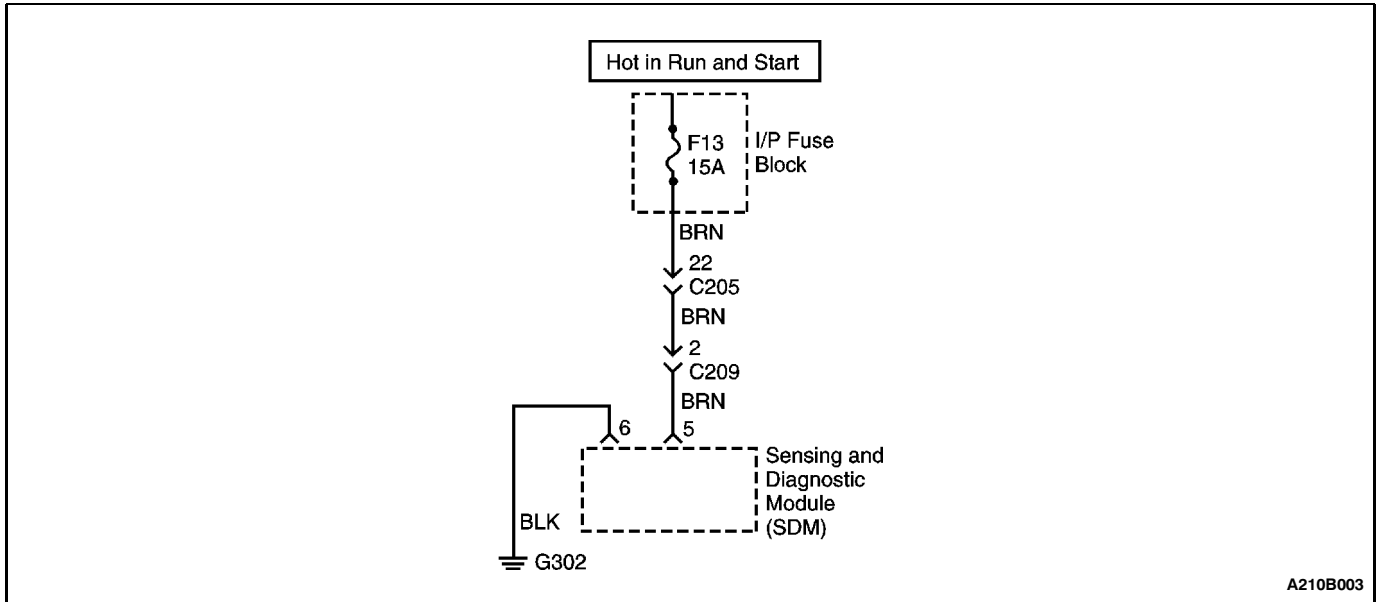 Hot in Run and Start
F13
15A
I/P Fuse
Block
BRN
22
C205
BRN
2
C209
BRN
6
5
Sensing and
Diagnostic
Module
(SDM)
BLK
G302
A210B003